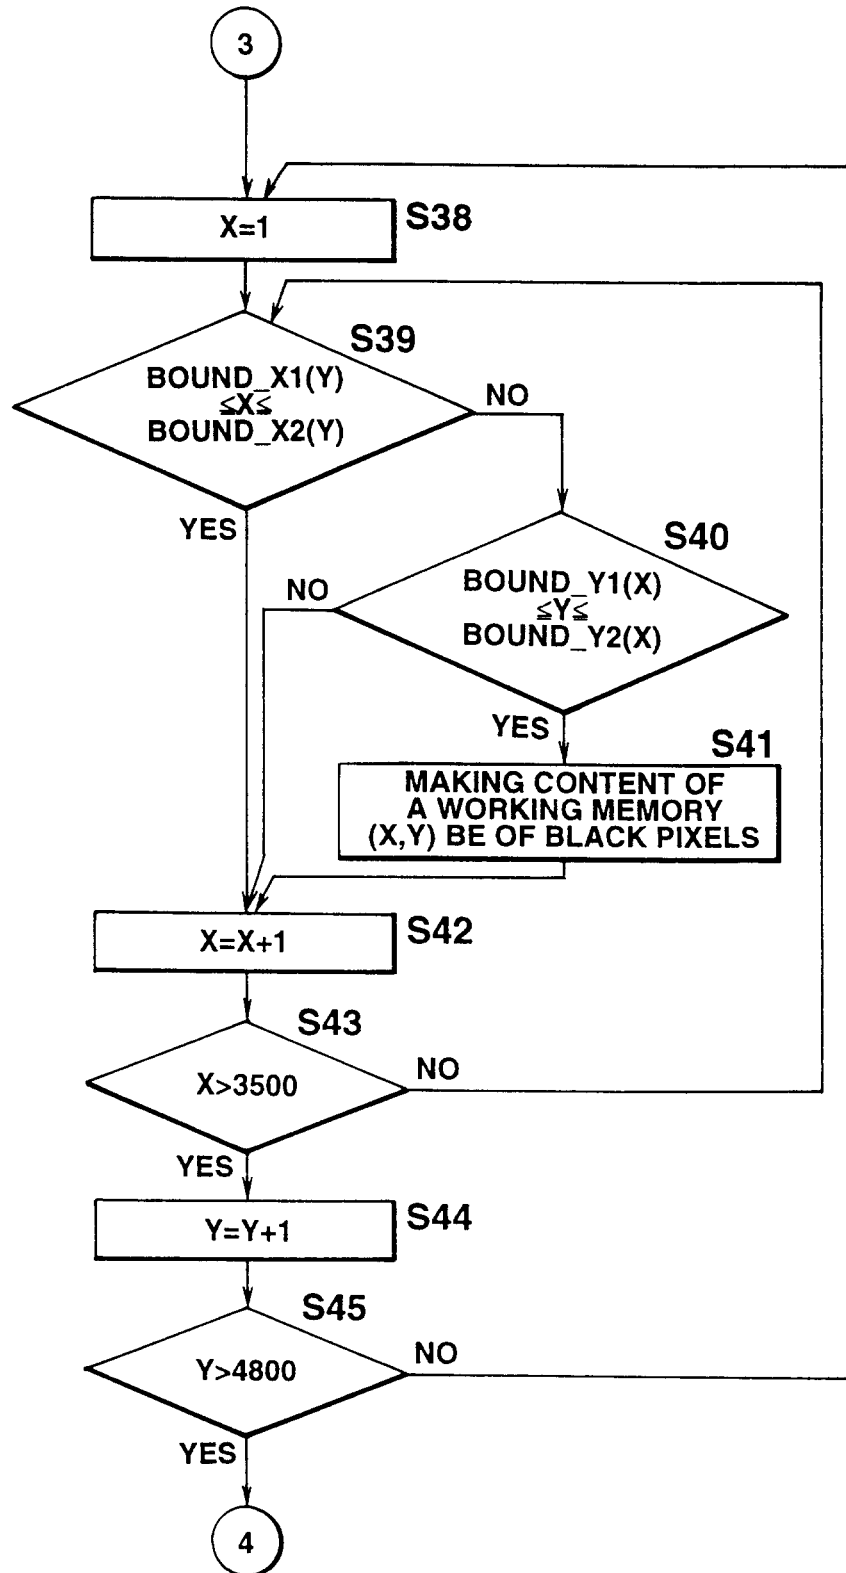 3
X=1
S38
S39
BOUND_X1(Y)
≦X≦
BOUND_X2(Y)
NO
YES
S40
BOUND_Y1(X)
≦Y≦
BOUND_Y2(X)
NO
YES
S41
MAKING CONTENT OF
A WORKING MEMORY
(X,Y) BE OF BLACK PIXELS
X=X+1
S42
S43
X>3500
NO
YES
Y=Y+1
S44
S45
Y>4800
NO
YES
4